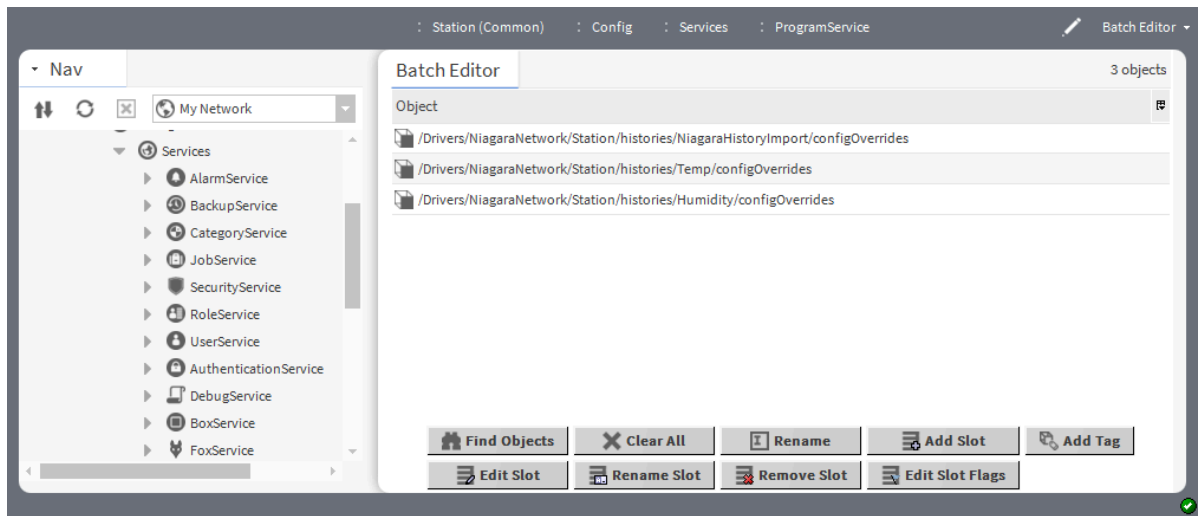 : Station (Common) : Config : Services : ProgramService Batch Editor
Nav
My Network
Services
AlarmService
BackupService
CategoryService
JobService
SecurityService
RoleService
UserService
AuthenticationService
DebugService
BoxService
FoxService
Batch Editor 3 objects
Object
/Drivers/NiagaraNetwork/Station/histories/NiagaraHistoryImport/configOverrides
/Drivers/NiagaraNetwork/Station/histories/Temp/configOverrides
/Drivers/NiagaraNetwork/Station/histories/Humidity/configOverrides
Find Objects Clear All Rename Add Slot Add Tag
Edit Slot Rename Slot Remove Slot Edit Slot Flags